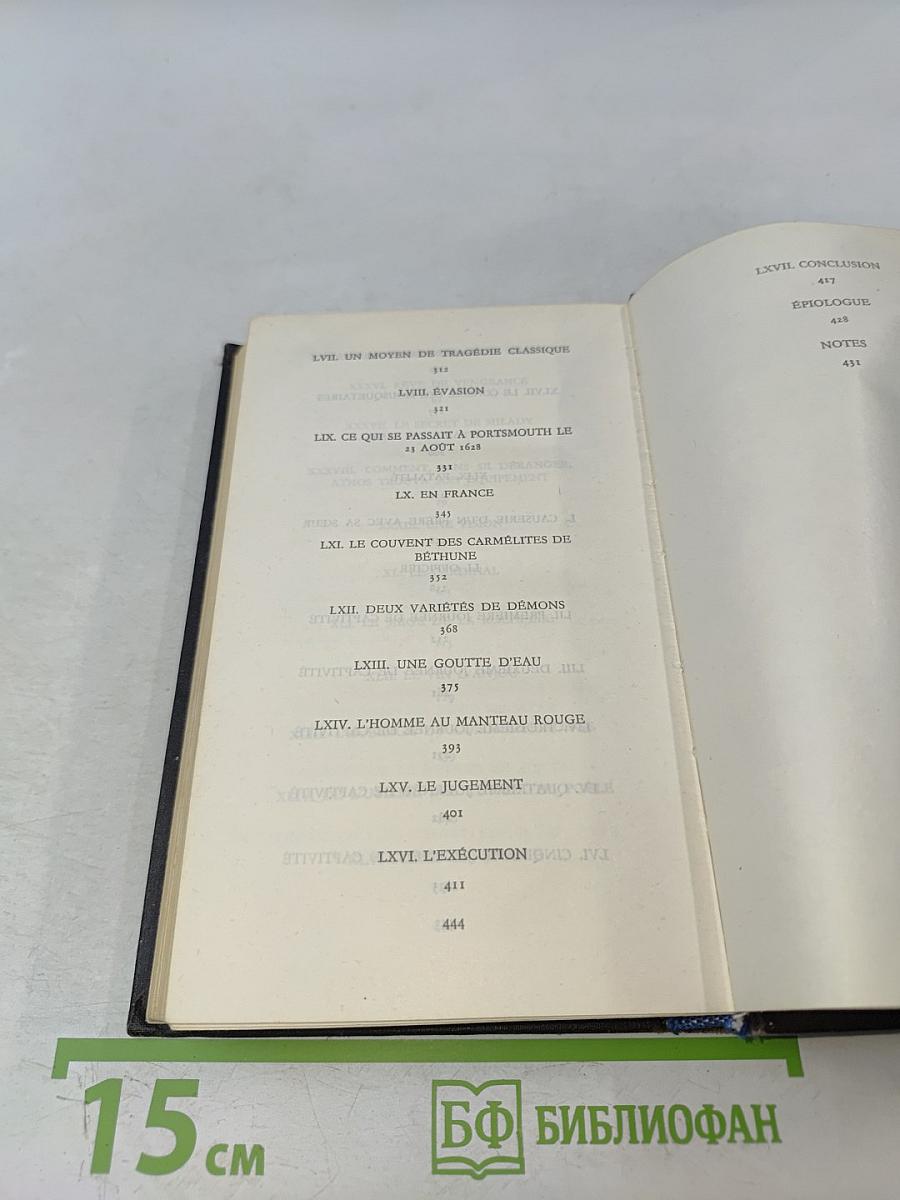 LVII. UN MOYEN DE TRAGÉDIE CLASSIQUE
312
LVIII. ÉVASION
321
LIX. CE QUI SE PASSAIT À PORTSMOUTH LE
23 AOÛT 1628
331
LX. EN FRANCE
345
LXI. LE COUVENT DES CARMÉLITES DE
BÉTHUNE
352
LXII. DEUX VARIÉTÉS DE DÉMONS
368
LXIII. UNE GOUTTE D'EAU
375
LXIV. L'HOMME AU MANTEAU ROUGE
393
LXV. LE JUGEMENT
401
LXVI. L'EXÉCUTION
411
444
LXVII. CONCLUSION
417
ÉPIOLOGUE
428
NOTES
431
15 см
БФ БИБЛИОФАН